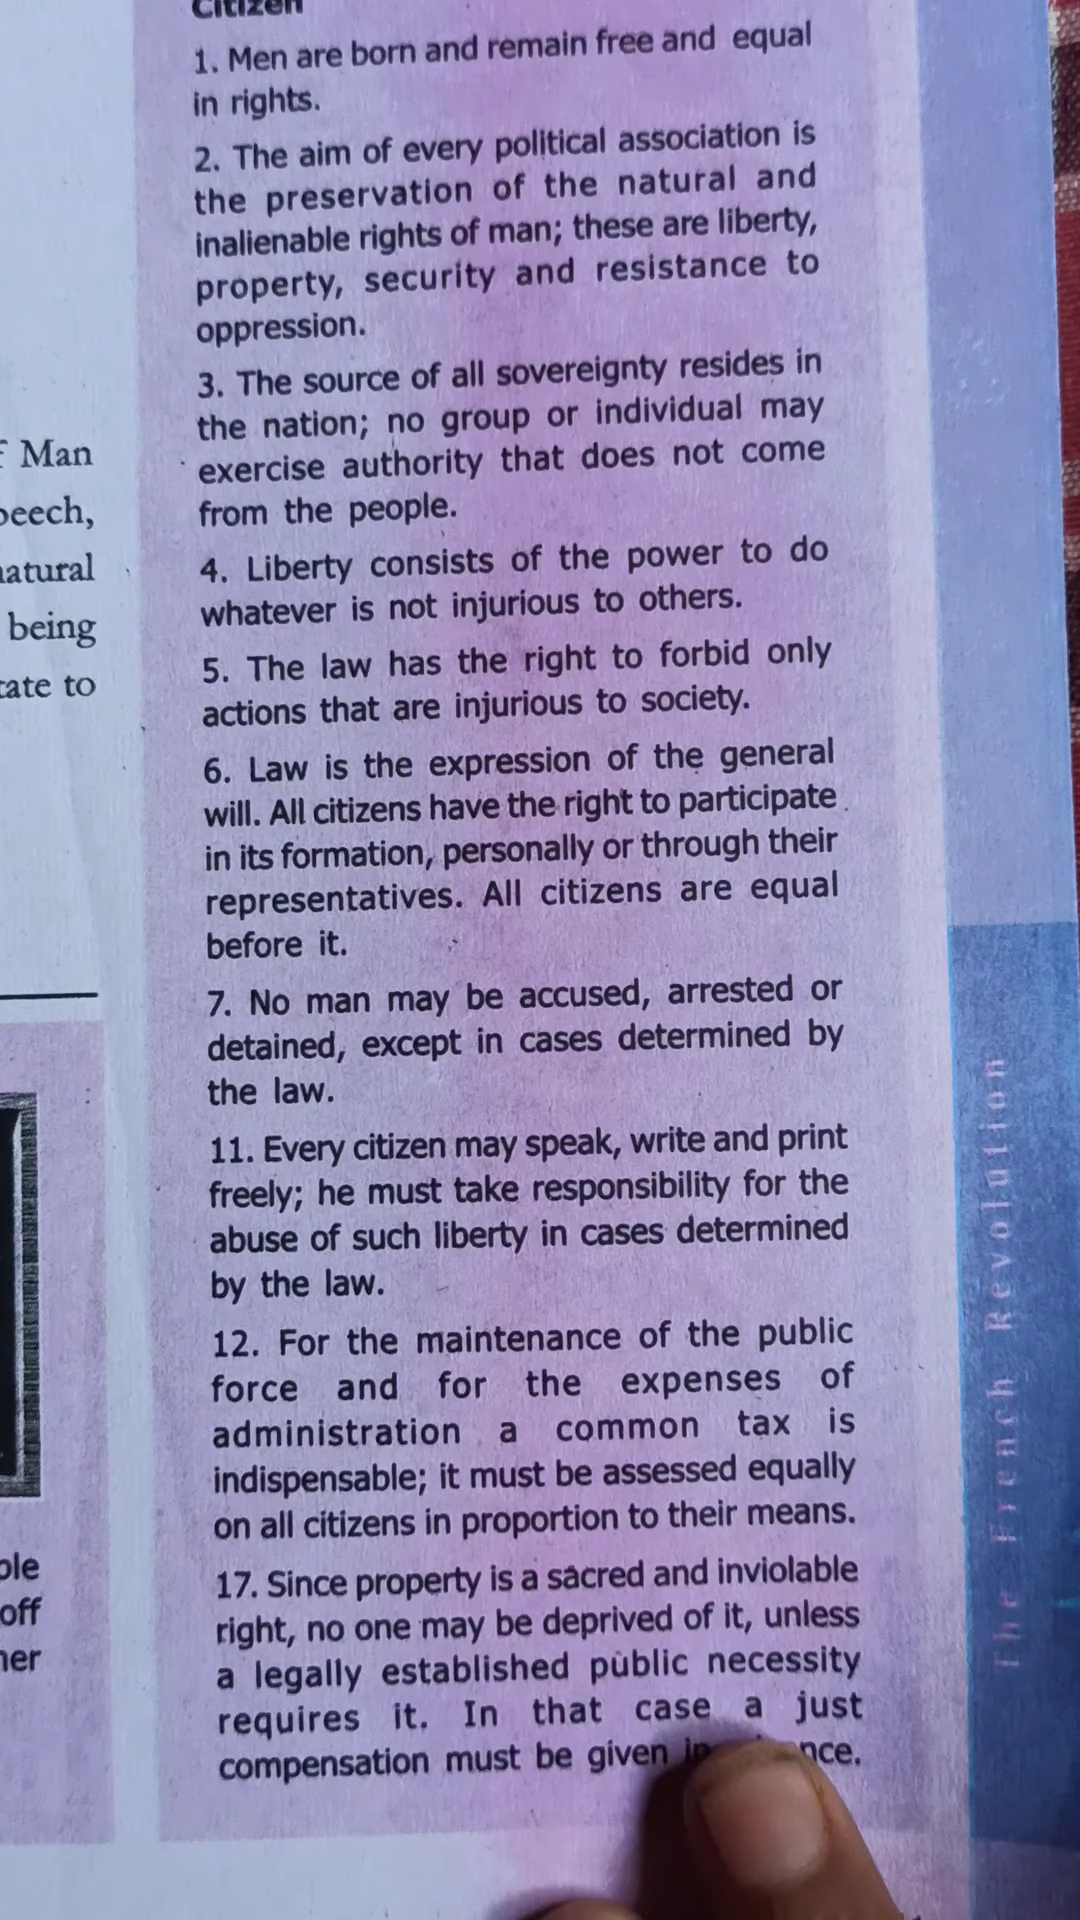 Citizen
1. Men are born and remain free and equal
in rights.
2. The aim of every political association is
the preservation of the natural and
inalienable rights of man; these are liberty,
property, security and resistance to
oppression.
3. The source of all sovereignty resides in
the nation; no group or individual may
exercise authority that does not come
from the people.
4. Liberty consists of the power to do
whatever is not injurious to others.
5. The law has the right to forbid only
actions that are injurious to society.
6. Law is the expression of the general
will. All citizens have the right to participate
in its formation, personally or through their
representatives. All citizens are equal
before it.
7. No man may be accused, arrested or
detained, except in cases determined by
the law.
11. Every citizen may speak, write and print
freely; he must take responsibility for the
abuse of such liberty in cases determined
by the law.
12. For the maintenance of the public
force and for the expenses of
administration a common tax is
indispensable; it must be assessed equally
on all citizens in proportion to their means.
17. Since property is a sacred and inviolable
right, no one may be deprived of it, unless
a legally established public necessity
requires it. In that case a just
compensation must be given
Man
being
to
off
The French Revolution